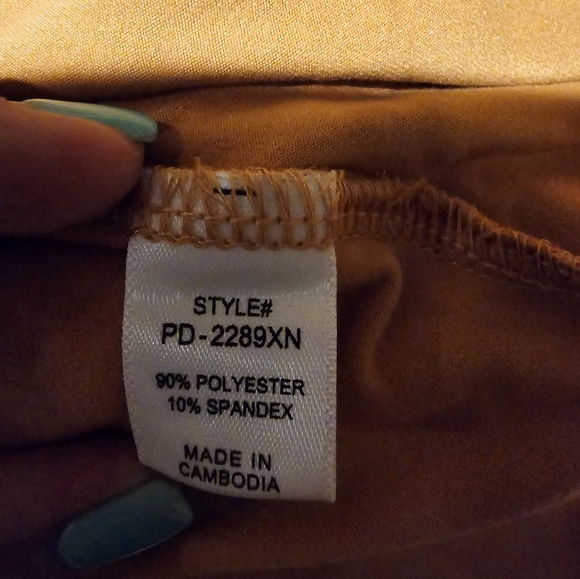 STYLE#
PD-2289XN
90% POLYESTER
10% SPANDEX
MADE IN
CAMBODIA